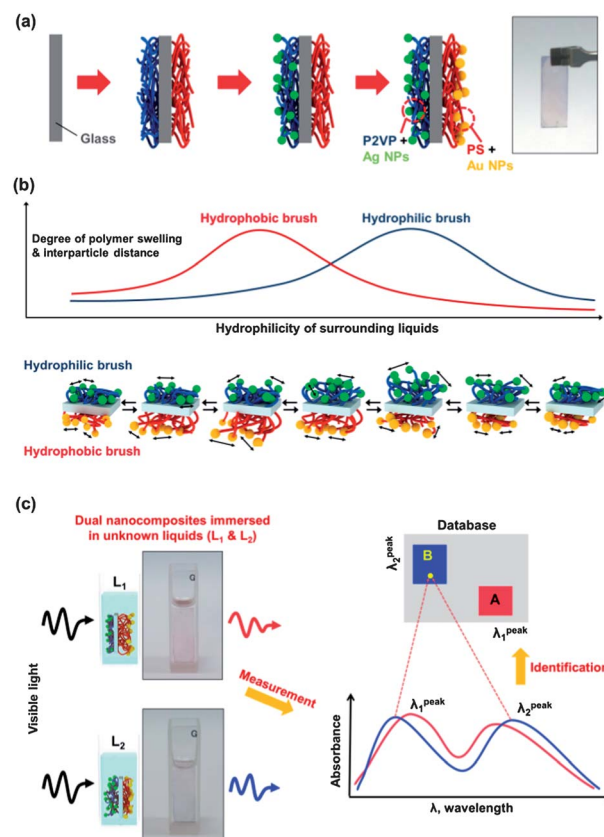 (a)
Glass
P2VP +
Ag NPs
PS +
Au NPs
(b)
Hydrophobic brush
Hydrophilic brush
Degree of polymer swelling
& interparticle distance
Hydrophilicity of surrounding liquids
Hydrophilic brush
Hydrophobic brush
(c)
Dual nanocomposites immersed
in unknown liquids (L₁ & L₂)
Visible light
L₁
G
L₂
G
Measurement
Database
λ₂ᵖᵉᵃᵏ
B
A
λ₁ᵖᵉᵃᵏ
Identification
Absorbance
λ₁ᵖᵉᵃᵏ
λ₂ᵖᵉᵃᵏ
λ, wavelength